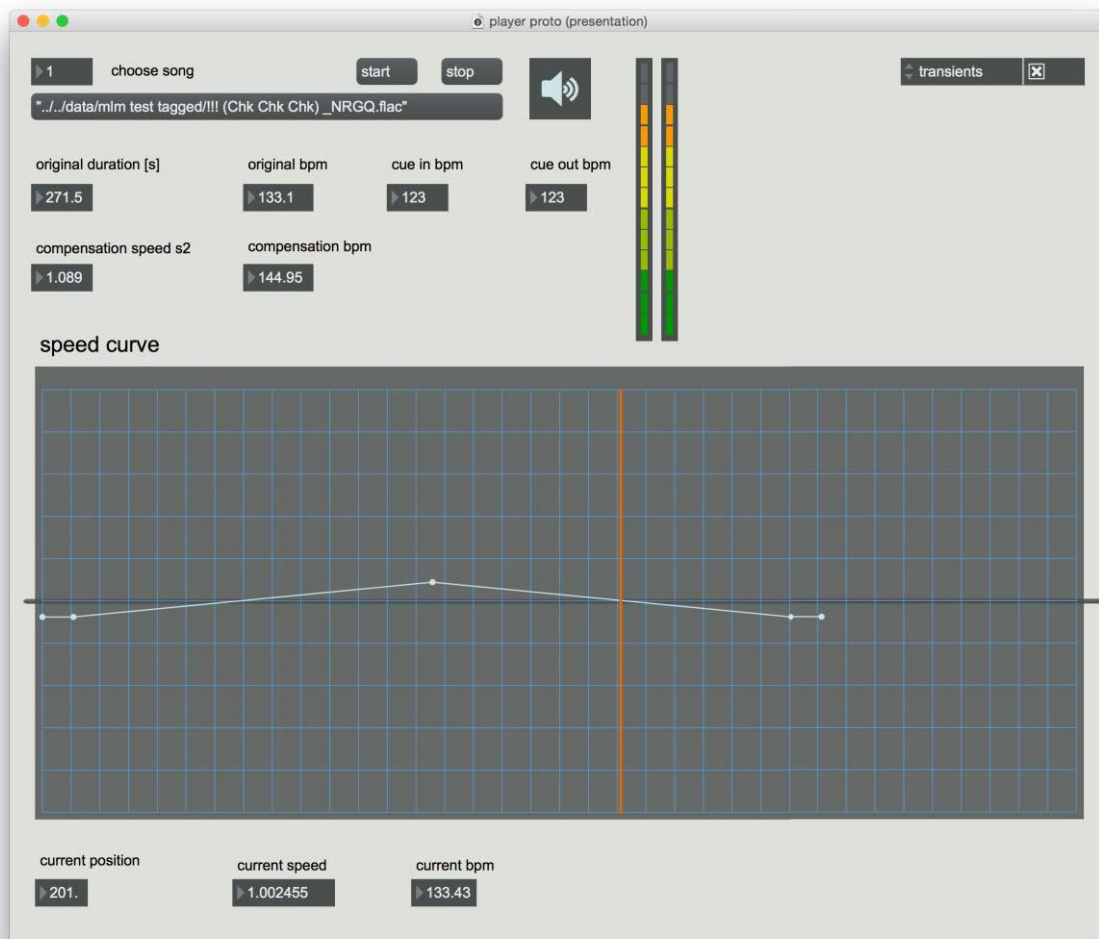 player proto (presentation)
1 choose song start stop
transients
"../../data/mlm test tagged/!!! (Chk Chk Chk) _NRGQ.flac"
original duration [s] original bpm cue in bpm cue out bpm
271.5 133.1 123 123
compensation speed s2 compensation bpm
1.089 144.95
speed curve
current position current speed current bpm
201. 1.002455 133.43